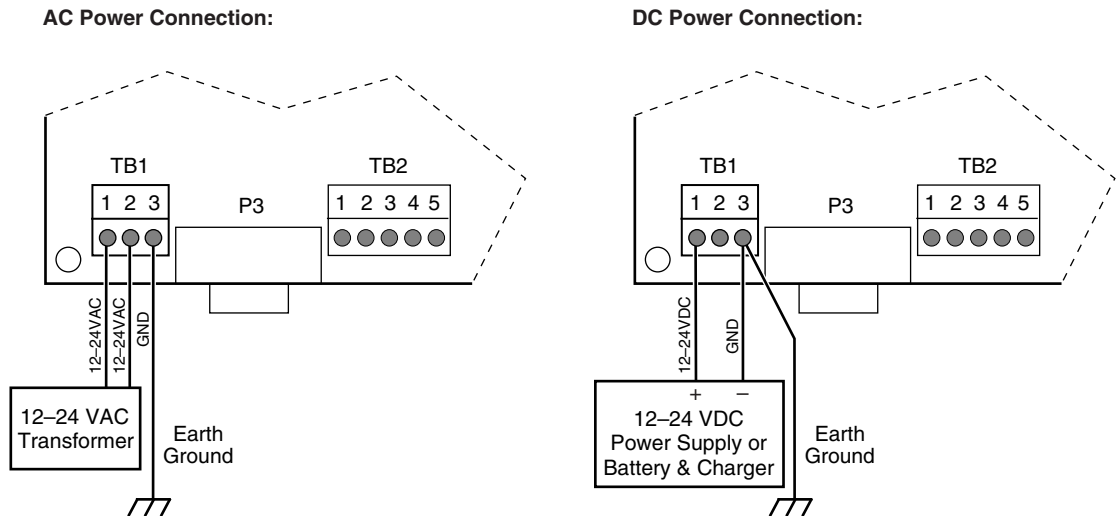 AC Power Connection:
TB1
1 2 3
P3
TB2
1 2 3 4 5
12–24VAC
12–24VAC
GND
12–24 VAC
Transformer
Earth
Ground
DC Power Connection:
TB1
1 2 3
P3
TB2
1 2 3 4 5
12–24VDC
GND
+ –
12–24 VDC
Power Supply or
Battery & Charger
Earth
Ground